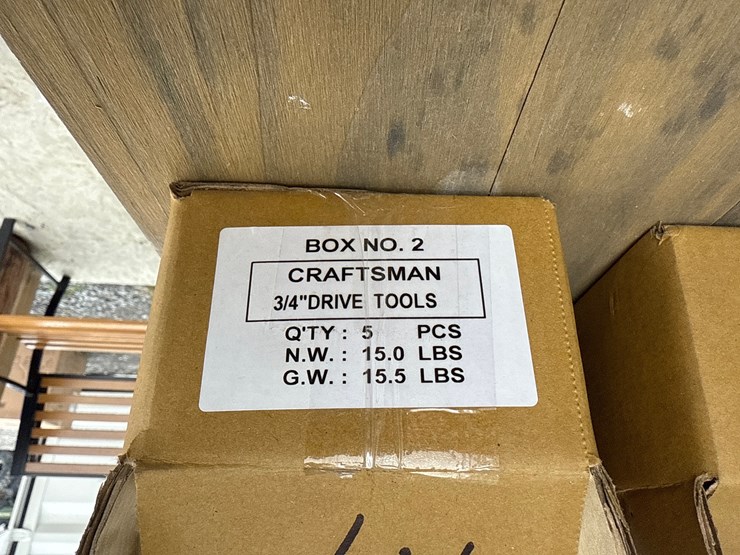 BOX NO. 2
CRAFTSMAN
3/4"DRIVE TOOLS
Q'TY : 5 PCS
N.W. : 15.0 LBS
G.W. : 15.5 LBS